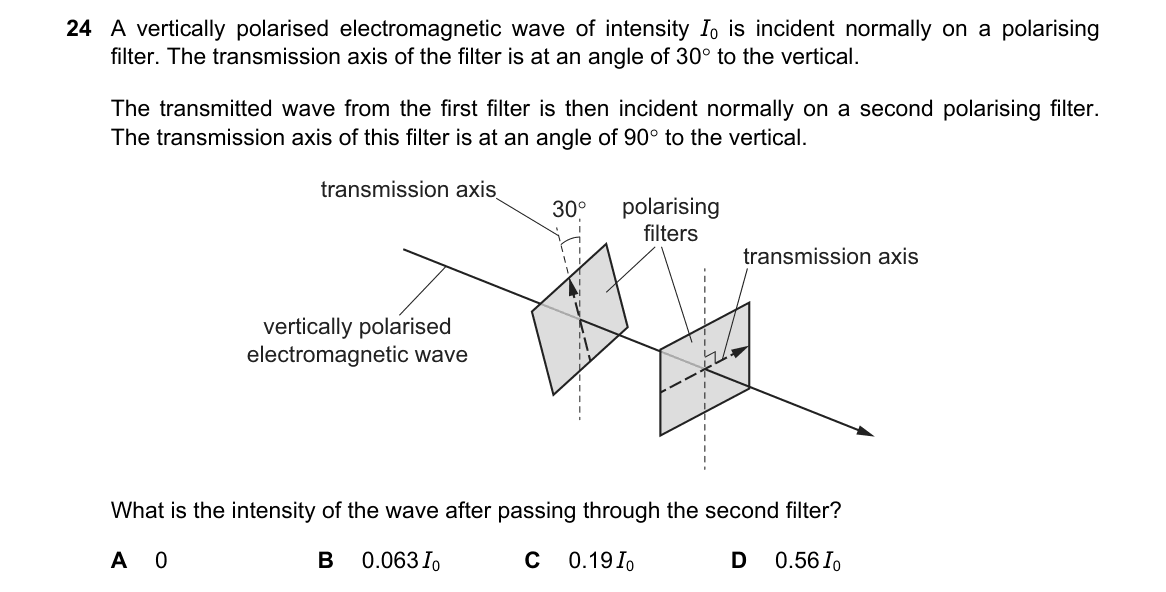 24 A vertically polarised electromagnetic wave of intensity I₀ is incident normally on a polarising
filter. The transmission axis of the filter is at an angle of 30° to the vertical.
The transmitted wave from the first filter is then incident normally on a second polarising filter.
The transmission axis of this filter is at an angle of 90° to the vertical.
transmission axis
30°
polarising
filters
transmission axis
vertically polarised
electromagnetic wave
What is the intensity of the wave after passing through the second filter?
A 0 B 0.063 I₀ C 0.19 I₀ D 0.56 I₀